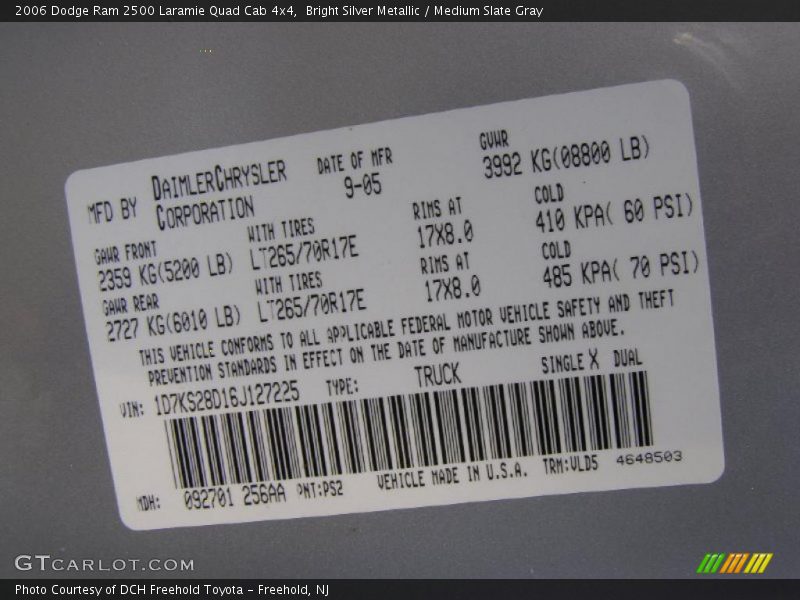 2006 Dodge Ram 2500 Laramie Quad Cab 4x4,  Bright Silver Metallic / Medium Slate Gray
MFD BY DAIMLERCHRYSLER CORPORATION DATE OF MFR 9-05 GVWR 3992 KG(08800 LB)
GAWR FRONT WITH TIRES RIMS AT COLD
2359 KG(5200 LB) LT265/70R17E 17X8.0 410 KPA( 60 PSI)
GAWR REAR WITH TIRES RIMS AT COLD
2727 KG(6010 LB) LT265/70R17E 17X8.0 485 KPA( 70 PSI)
THIS VEHICLE CONFORMS TO ALL APPLICABLE FEDERAL MOTOR VEHICLE SAFETY AND THEFT
PREVENTION STANDARDS IN EFFECT ON THE DATE OF MANUFACTURE SHOWN ABOVE.
VIN: 1D7KS28D16J127225 TYPE: TRUCK SINGLE X DUAL
MDH: 092701 256AA PNT:PS2 VEHICLE MADE IN U.S.A. TRM:VLD5 4648503
GTCARLOT.COM
Photo Courtesy of DCH Freehold Toyota - Freehold, NJ